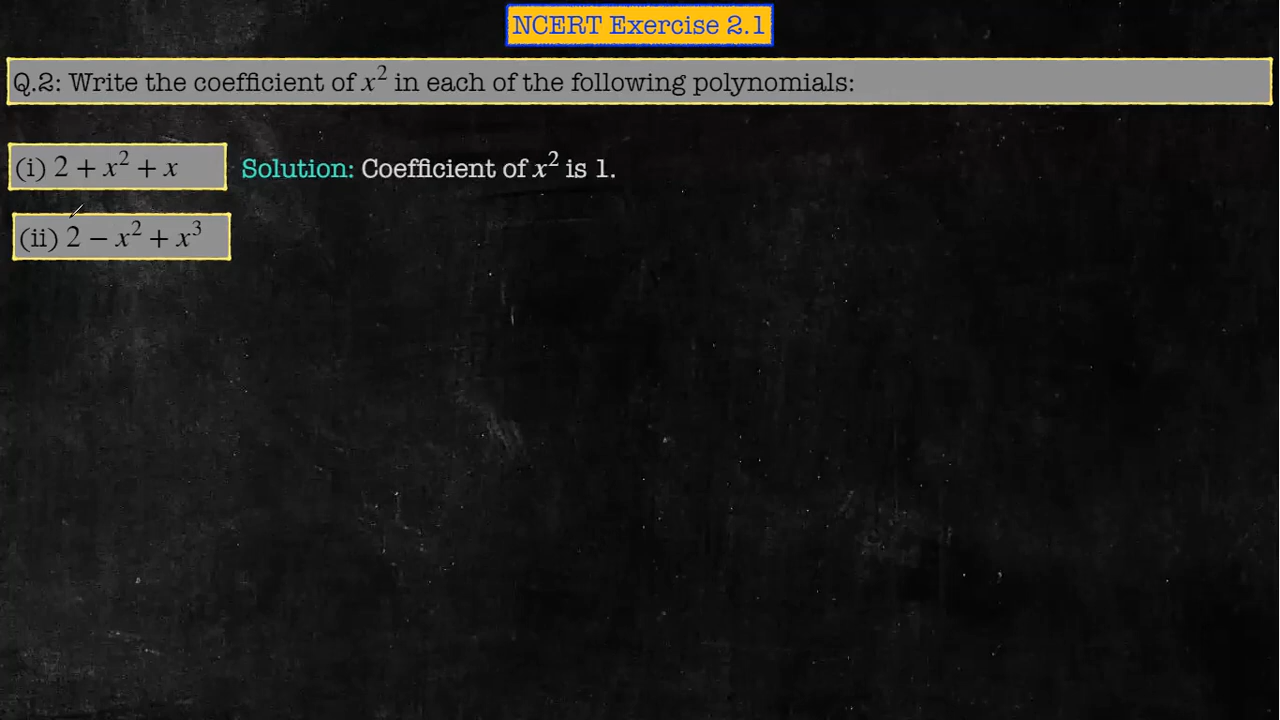 NCERT Exercise 2.1
Q.2: Write the coefficient of x² in each of the following polynomials:
(i) 2 + x² + x Solution: Coefficient of x² is 1.
(ii) 2 − x² + x³